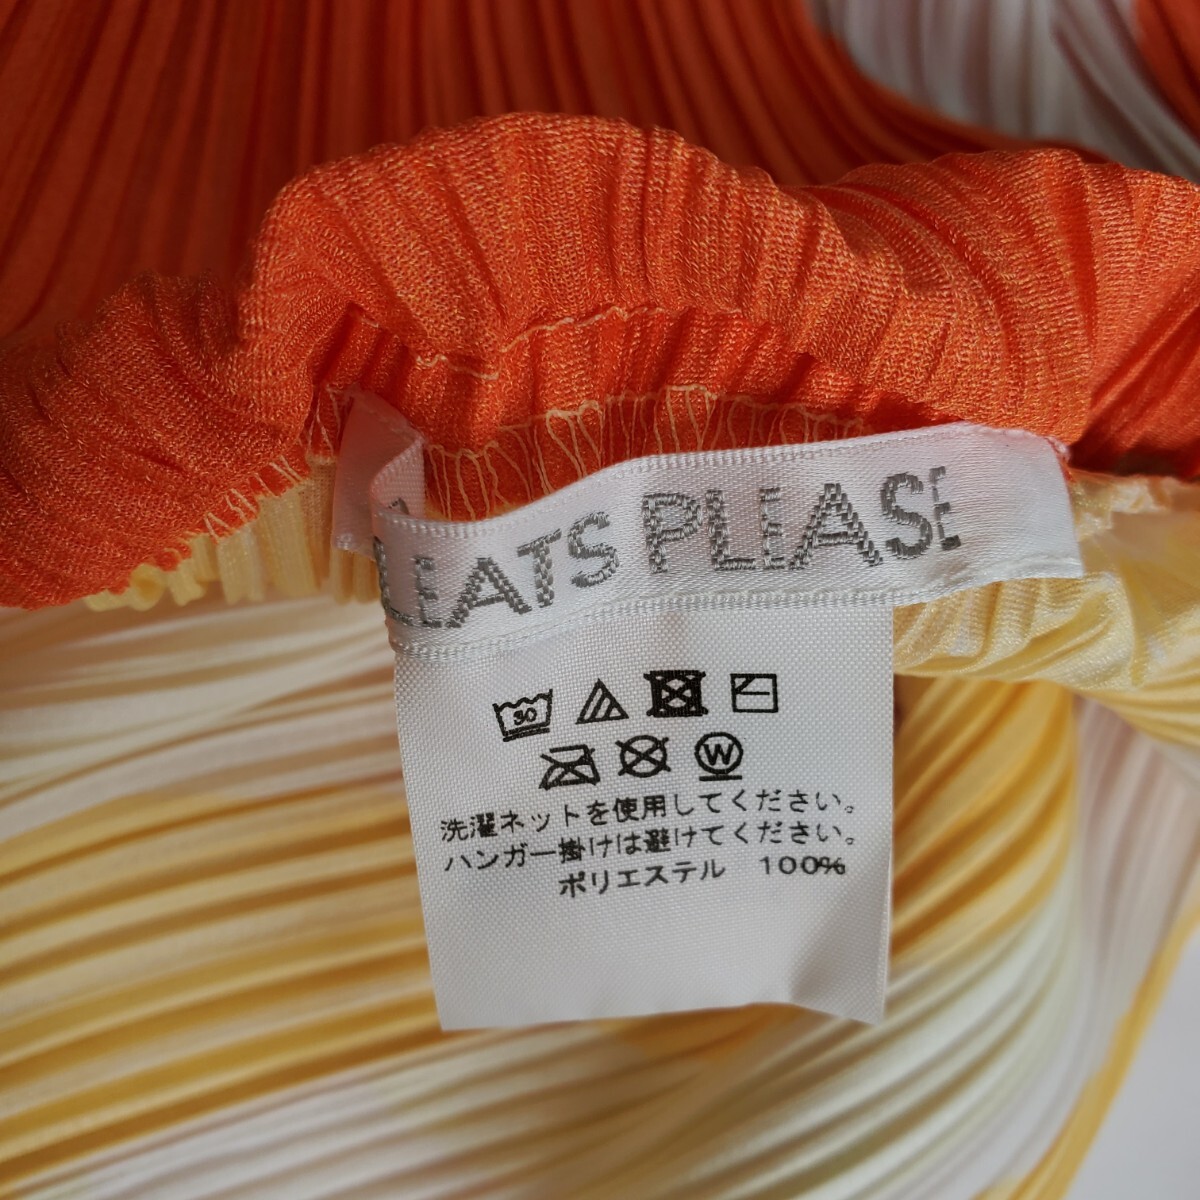 PLEATS PLEASE
30
W
洗濯ネットを使用してください。
ハンガー掛けは避けてください。
ポリエステル 100%